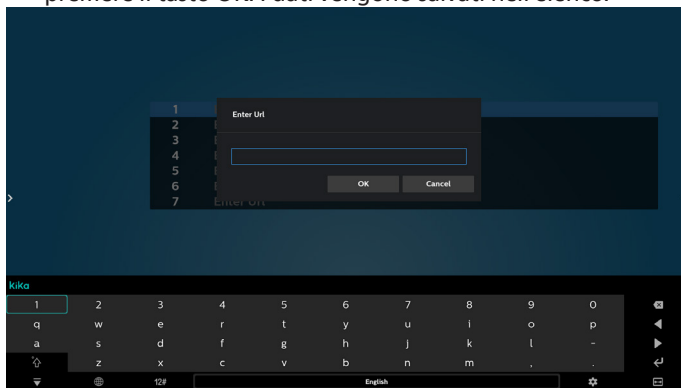 premere il tasto OK. I dati vengono salvati nell'elenco.
Enter Url
1
2
3
4
5
6
7 Enter Url
OK Cancel
kika
1 2 3 4 5 6 7 8 9 0
q w e r t y u i o p
a s d f g h j k l -
z x c v b n m , .
12# English